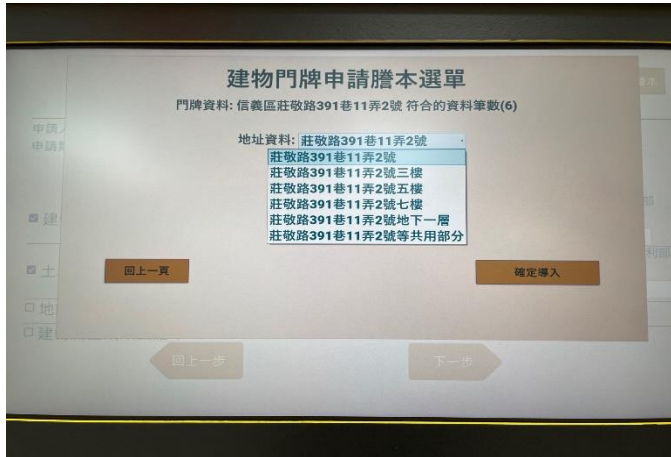 建物門牌申請謄本選單
門牌資料: 信義區莊敬路391巷11弄2號 符合的資料筆數(6)
申請
申請
地址資料: 莊敬路391巷11弄2號
莊敬路391巷11弄2號
莊敬路391巷11弄2號三樓
莊敬路391巷11弄2號五樓
莊敬路391巷11弄2號七樓
莊敬路391巷11弄2號地下一層
莊敬路391巷11弄2號等共用部分
建
土
回上一頁
確定導入
地
建
回上一步
下一步